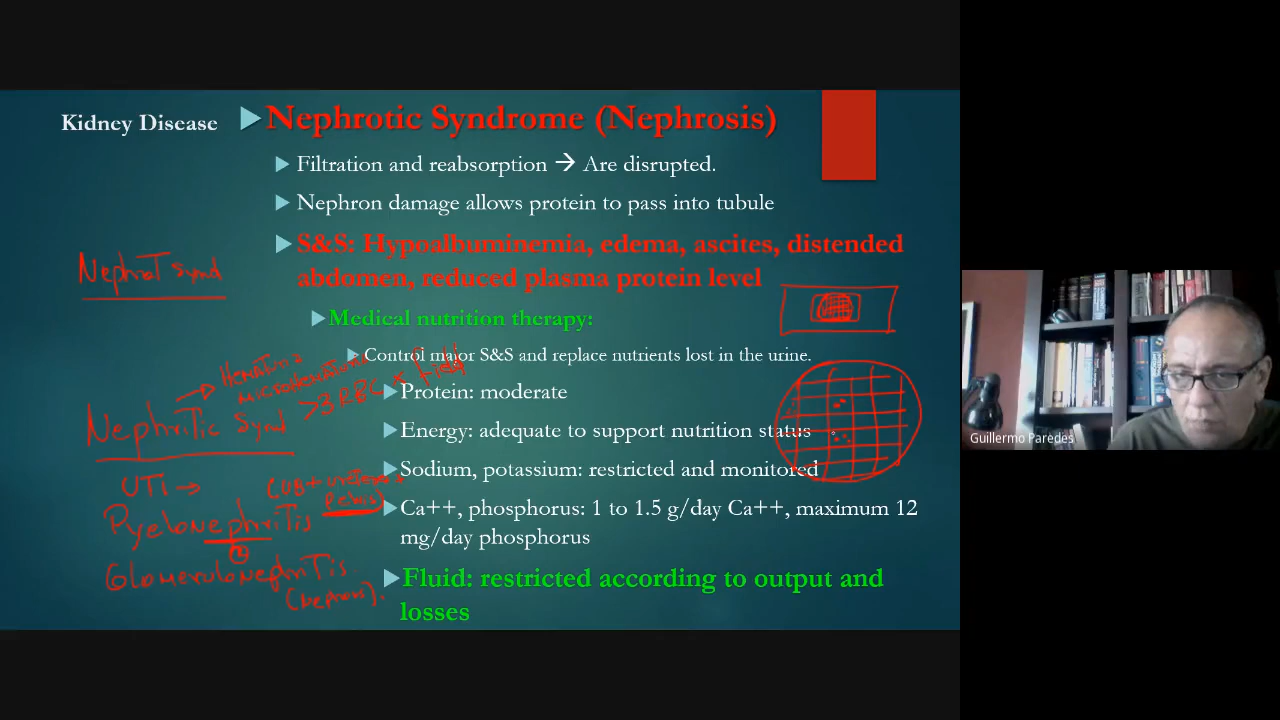 Kidney Disease
Nephrotic Syndrome (Nephrosis)
Filtration and reabsorption → Are disrupted.
Nephron damage allows protein to pass into tubule
S&S: Hypoalbuminemia, edema, ascites, distended
abdomen, reduced plasma protein level
Medical nutrition therapy:
Control major S&S and replace nutrients lost in the urine.
Protein: moderate
Energy: adequate to support nutrition status
Sodium, potassium: restricted and monitored
Ca++, phosphorus: 1 to 1.5 g/day Ca++, maximum 12
mg/day phosphorus
Fluid: restricted according to output and
losses
Nephrot synd
>3 RBC x field
Nephritic Synd
UTI →
Pelvis)
Pyelonephritis
Glomerulonephritis
Guillermo Paredes